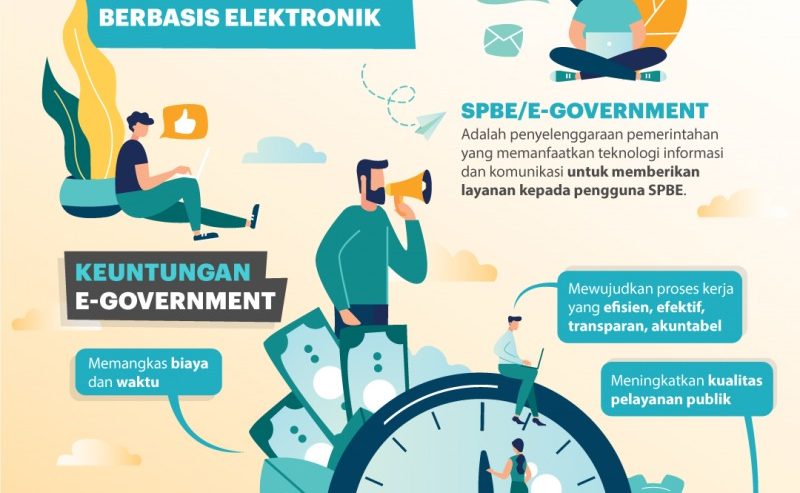 BERBASIS ELEKTRONIK
SPBE/E-GOVERNMENT
Adalah penyelenggaraan pemerintahan
yang memanfaatkan teknologi informasi
dan komunikasi untuk memberikan
layanan kepada pengguna SPBE.
KEUNTUNGAN
E-GOVERNMENT
Memangkas biaya
dan waktu
Mewujudkan proses kerja
yang efisien, efektif,
transparan, akuntabel
Meningkatkan kualitas
pelayanan publik